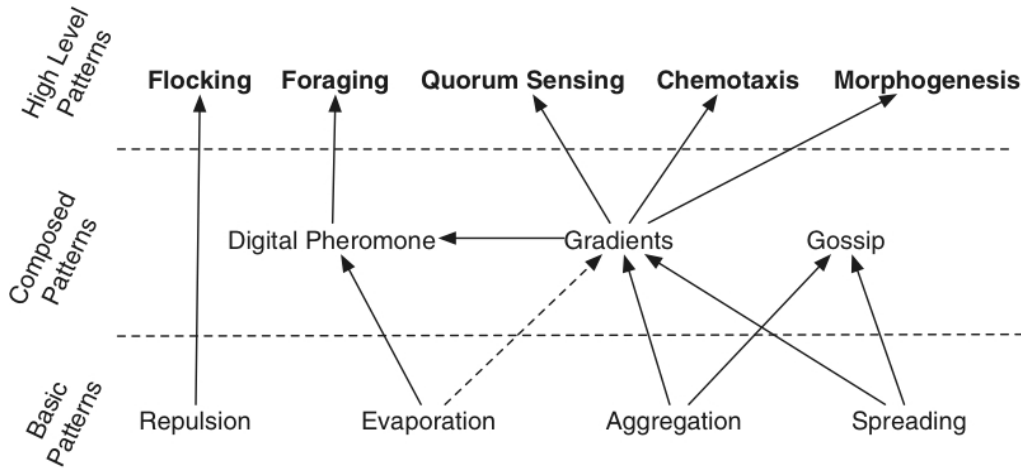 High Level
Patterns
Flocking Foraging Quorum Sensing Chemotaxis Morphogenesis
Composed
Patterns
Digital Pheromone Gradients Gossip
Basic
Patterns
Repulsion Evaporation Aggregation Spreading